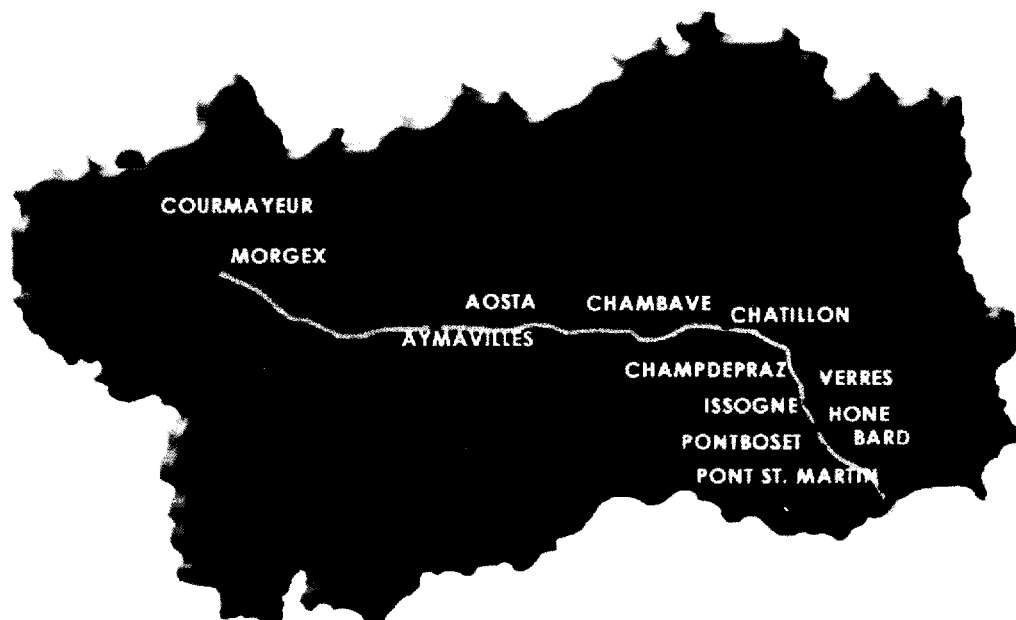 COURMAYEUR
MORGEX
AOSTA
CHAMBAVE
CHATILLON
AYMAVILLES
CHAMPDEPRAZ
VERRES
ISSOGNE
HONE
PONTBOSET
BARD
PONT ST. MARTIN